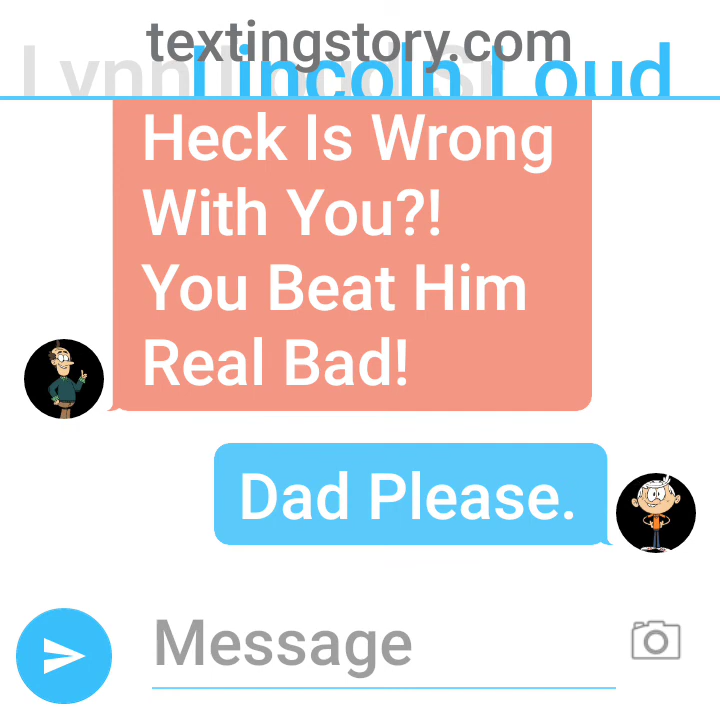 textingstory.com
Lincoln Loud
Heck Is Wrong
With You?!
You Beat Him
Real Bad!
Dad Please.
Message